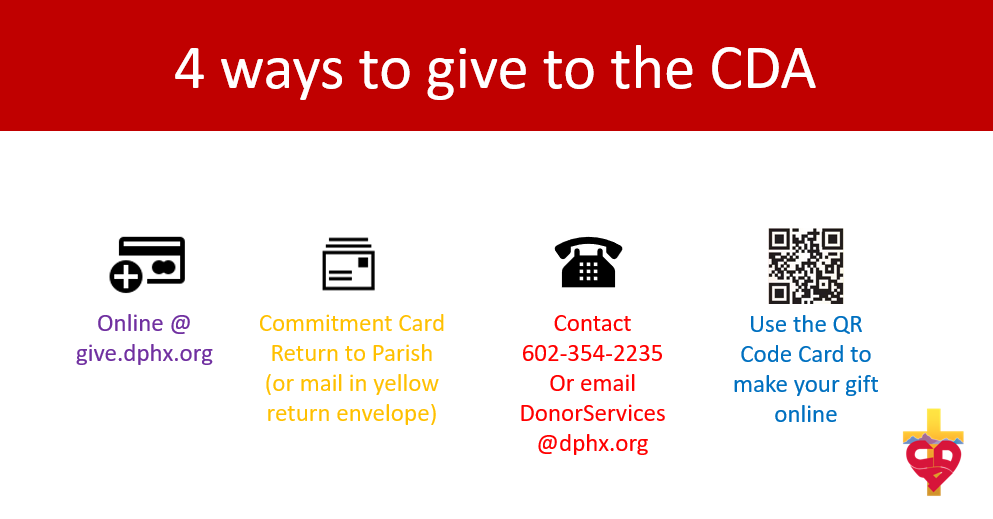 4 ways to give to the CDA
Online @
give.dphx.org
Commitment Card
Return to Parish
(or mail in yellow
return envelope)
Contact
602-354-2235
Or email
DonorServices
@dphx.org
Use the QR
Code Card to
make your gift
online